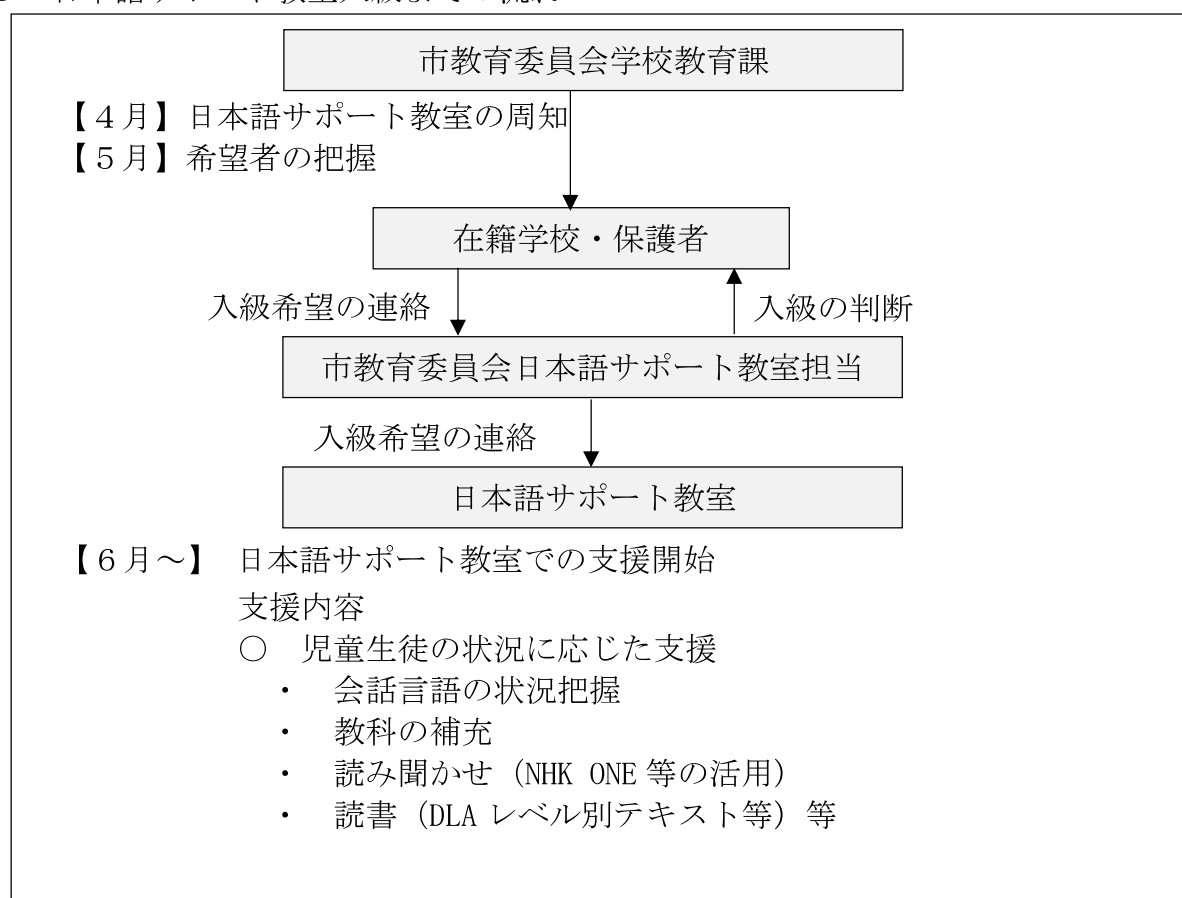 市教育委員会学校教育課
【４月】日本語サポート教室の周知
【５月】希望者の把握
在籍学校・保護者
入級希望の連絡
入級の判断
市教育委員会日本語サポート教室担当
入級希望の連絡
日本語サポート教室
【６月～】 日本語サポート教室での支援開始
支援内容
○ 児童生徒の状況に応じた支援
・ 会話言語の状況把握
・ 教科の補充
・ 読み聞かせ（NHK ONE 等の活用）
・ 読書（DLA レベル別テキスト等）等